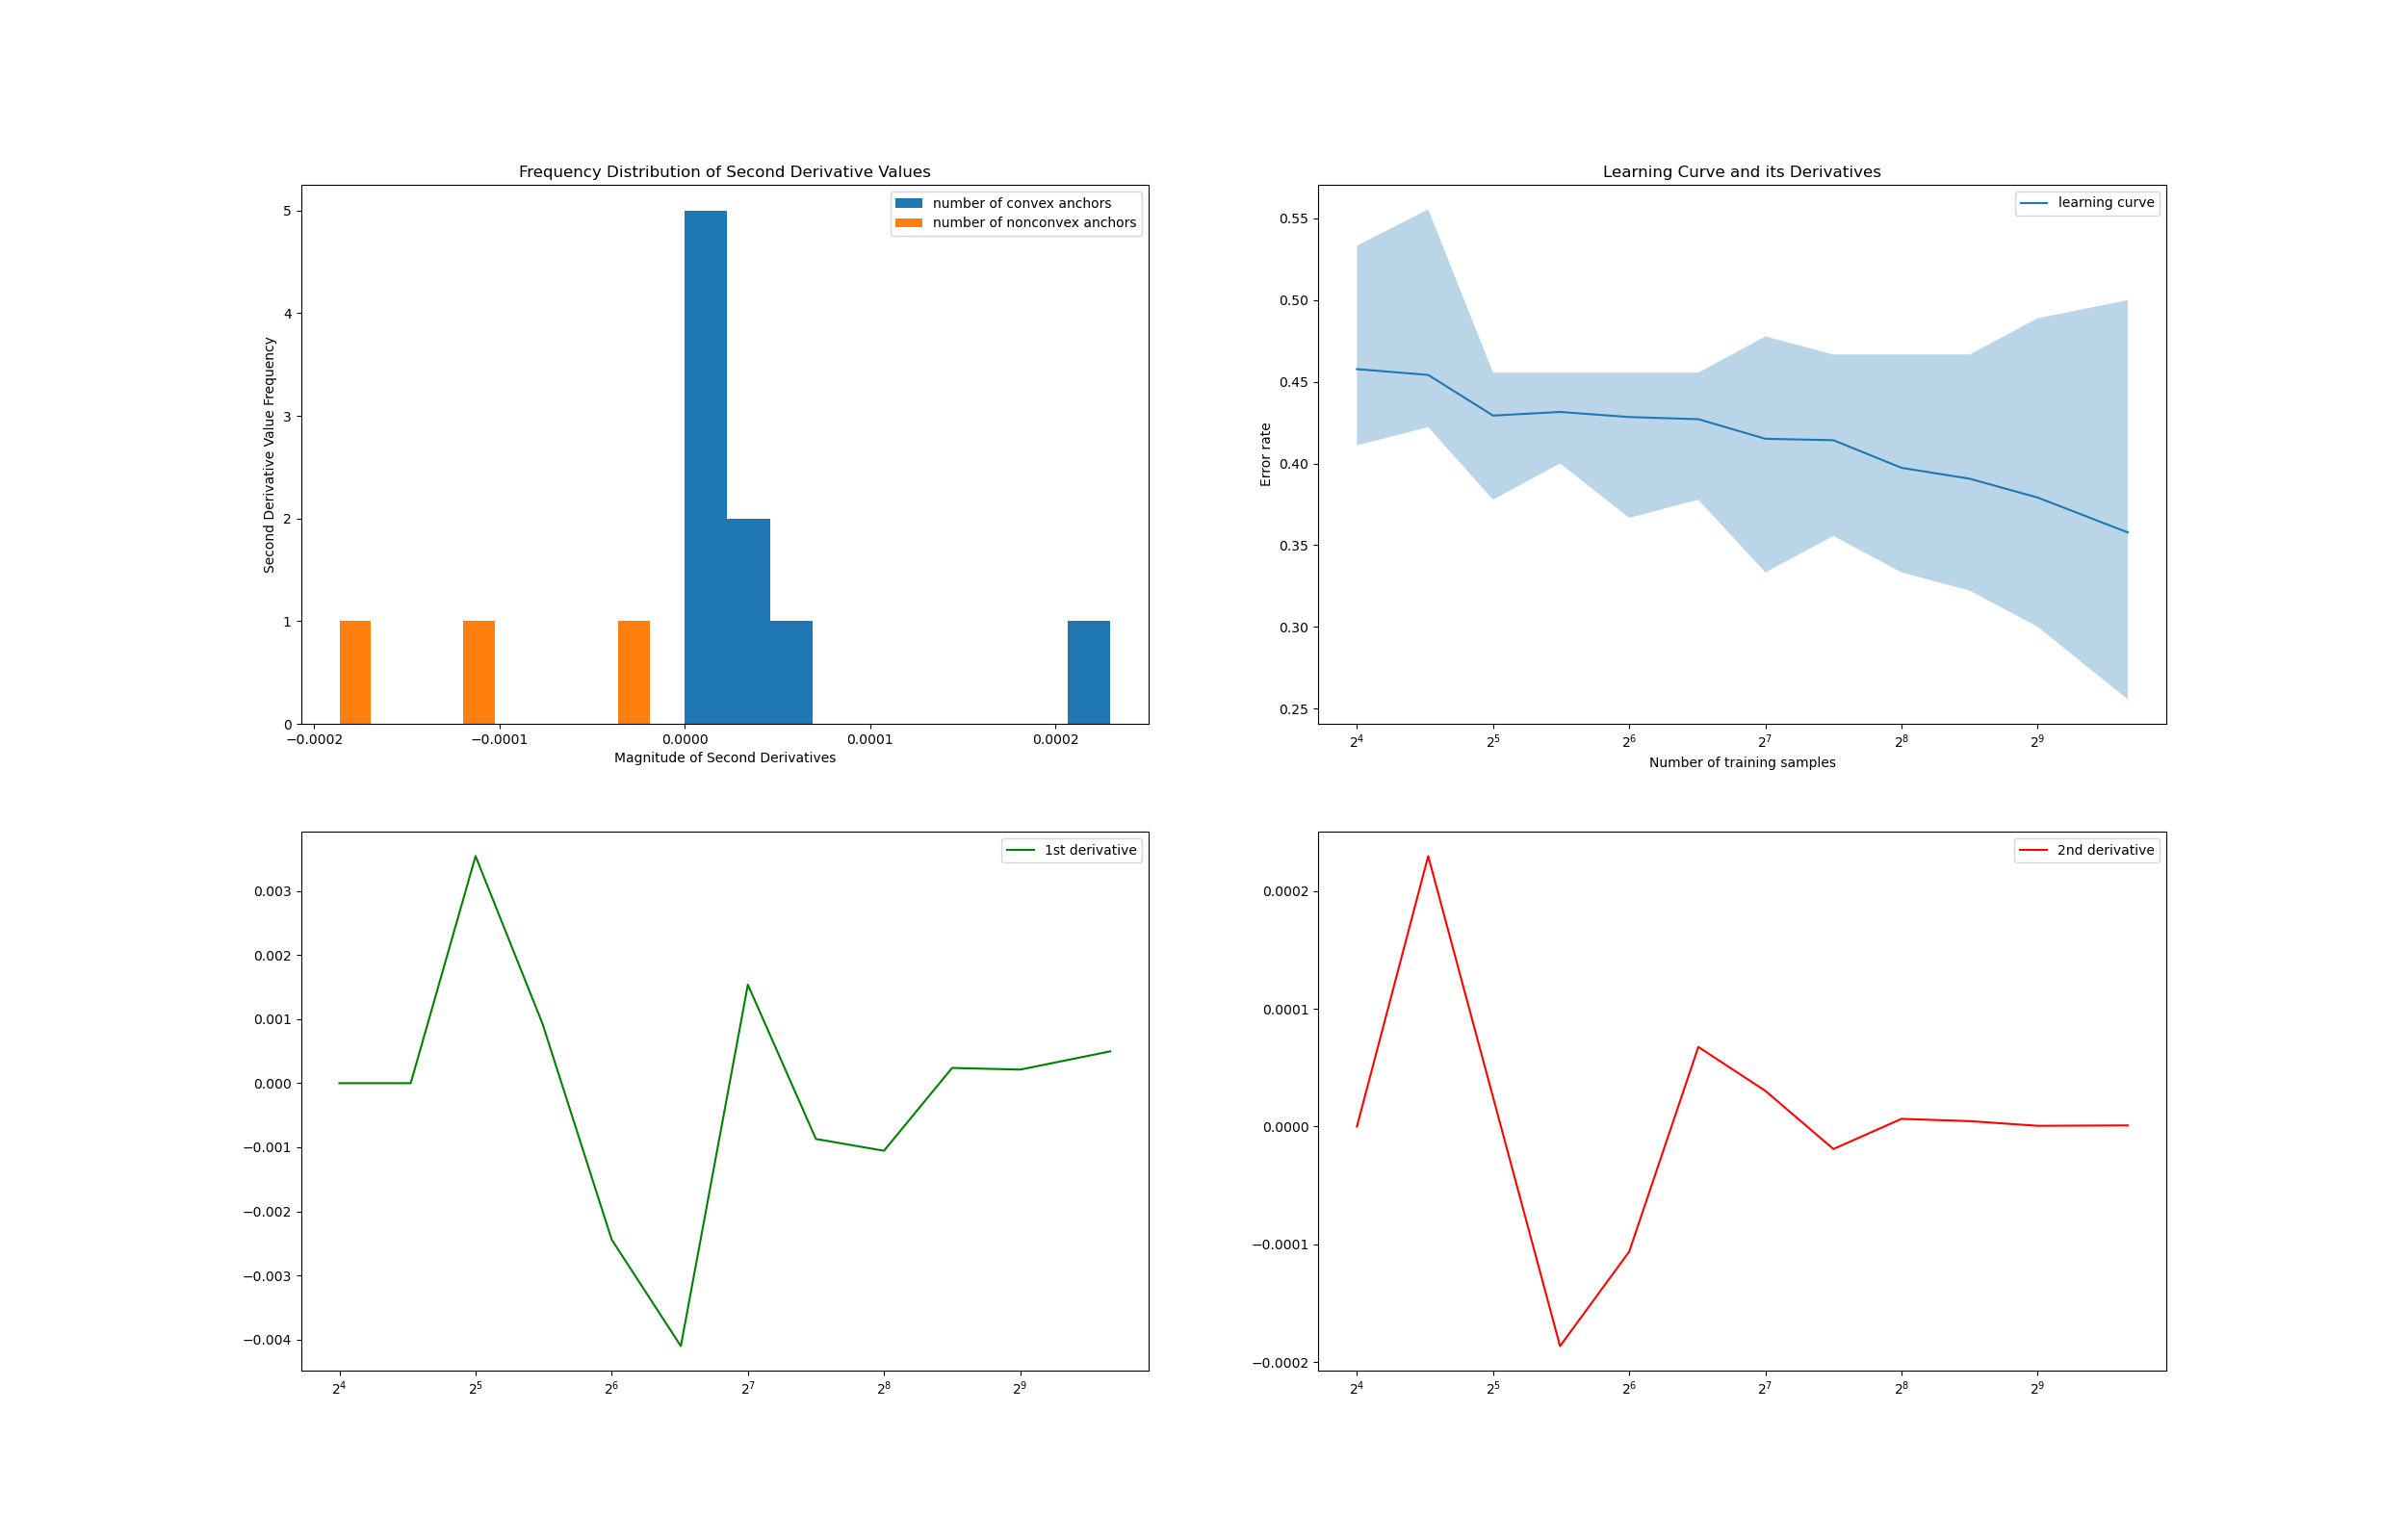 Frequency Distribution of Second Derivative Values
number of convex anchors
number of nonconvex anchors
Second Derivative Value Frequency
5
4
3
2
1
0
−0.0002 −0.0001 0.0000 0.0001 0.0002
Magnitude of Second Derivatives
Learning Curve and its Derivatives
learning curve
Error rate
0.55
0.50
0.45
0.40
0.35
0.30
0.25
2⁴ 2⁵ 2⁶ 2⁷ 2⁸ 2⁹
Number of training samples
1st derivative
0.003
0.002
0.001
0.000
−0.001
−0.002
−0.003
−0.004
2⁴ 2⁵ 2⁶ 2⁷ 2⁸ 2⁹
2nd derivative
0.0002
0.0001
0.0000
−0.0001
−0.0002
2⁴ 2⁵ 2⁶ 2⁷ 2⁸ 2⁹